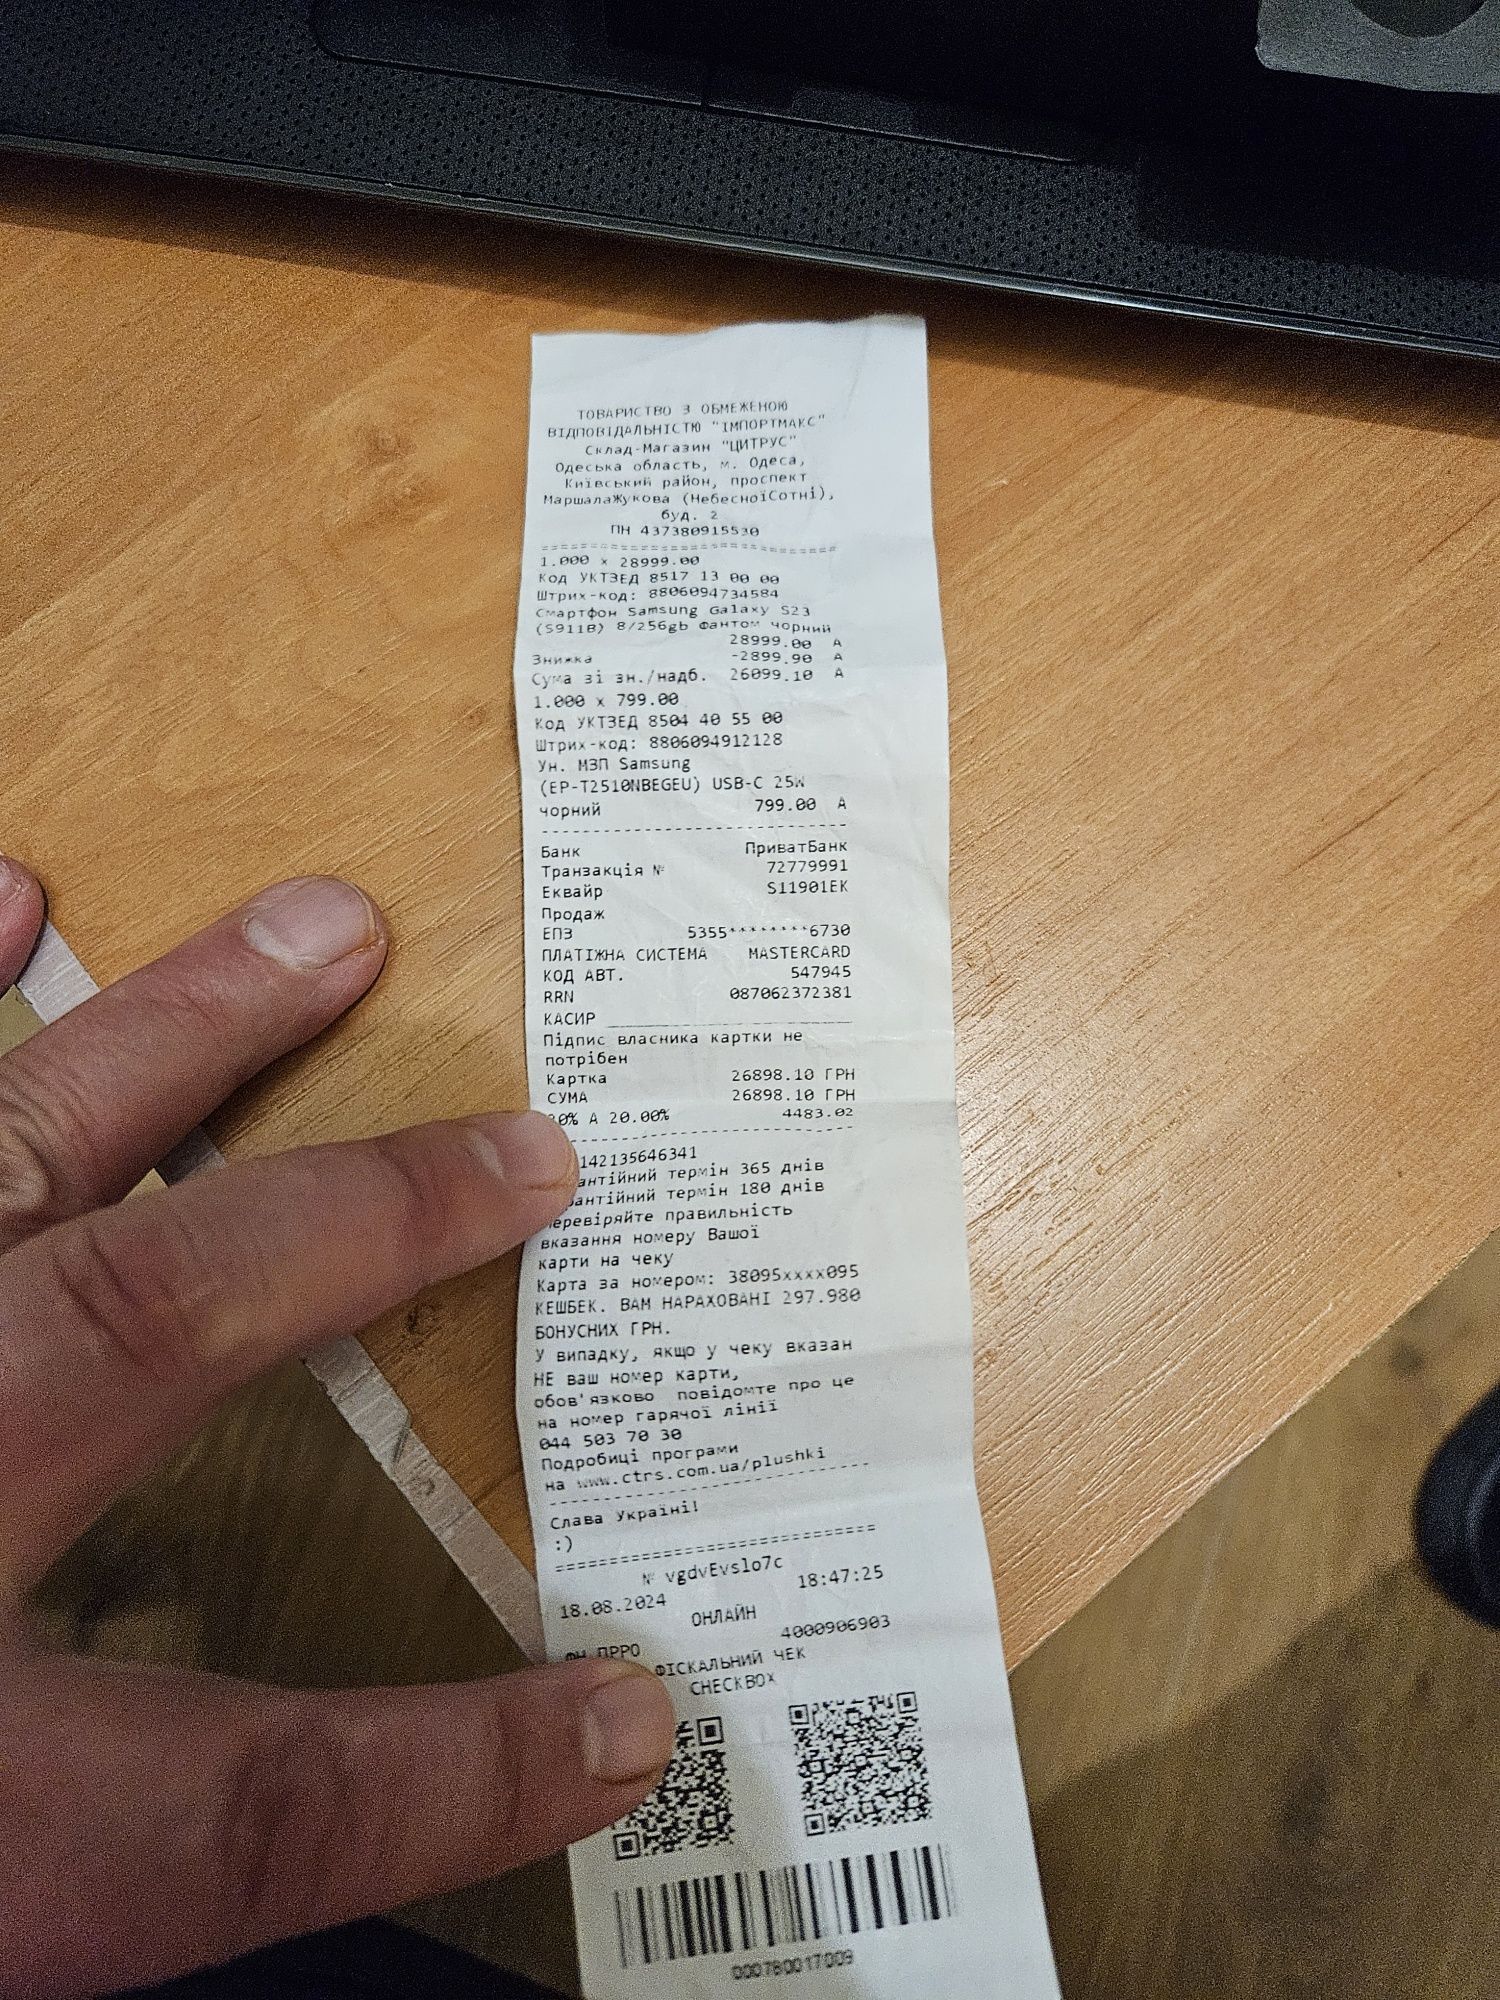 ТОВАРИСТВО З ОБМЕЖЕНОЮ
ВІДПОВІДАЛЬНІСТЮ "ІМПОРТМАКС"
Склад-Магазин "ЦИТРУС"
Одеська область, м. Одеса,
Київський район, проспект
МаршалаЖукова (НебесноїСотні),
буд. 2
ПН 437380915530
1.000 x 28999.00
Код УКТЗЕД 8517 13 00 00
Штрих-код: 8806094734584
Смартфон Samsung Galaxy S23
(S911B) 8/256gb Фантом чорний
28999.00 А
Знижка -2899.90 А
Сума зі зн./надб. 26099.10 А
1.000 x 799.00
Код УКТЗЕД 8504 40 55 00
Штрих-код: 8806094912128
Ун. МЗП Samsung
(EP-T2510NBEGEU) USB-C 25W
чорний 799.00 А
Банк ПриватБанк
Транзакція № 72779991
Еквайр S11901EK
Продаж
ЕПЗ 5355********6730
ПЛАТІЖНА СИСТЕМА MASTERCARD
КОД АВТ. 547945
RRN 087062372381
КАСИР
Підпис власника картки не
потрібен
Картка 26898.10 ГРН
СУМА 26898.10 ГРН
А 20.00% 4483.02
142135646341
термін 365 днів
термін 180 днів
правильність
вказання номеру Вашої
карти на чеку
Карта за номером: 38095xxxx095
КЕШБЕК. ВАМ НАРАХОВАНІ 297.980
БОНУСНИХ ГРН.
У випадку, якщо у чеку вказан
НЕ ваш номер карти,
обов'язково повідомте про це
на номер гарячої лінії
044 503 70 30
Подробиці програми
на www.ctrs.com.ua/plushki
Слава Україні!
:)
№ vgdvEvslo7c
18.08.2024 18:47:25
ОНЛАЙН
ФН ПРРО 4000906903
ФІСКАЛЬНИЙ ЧЕК
CHECKBOX
000780017009